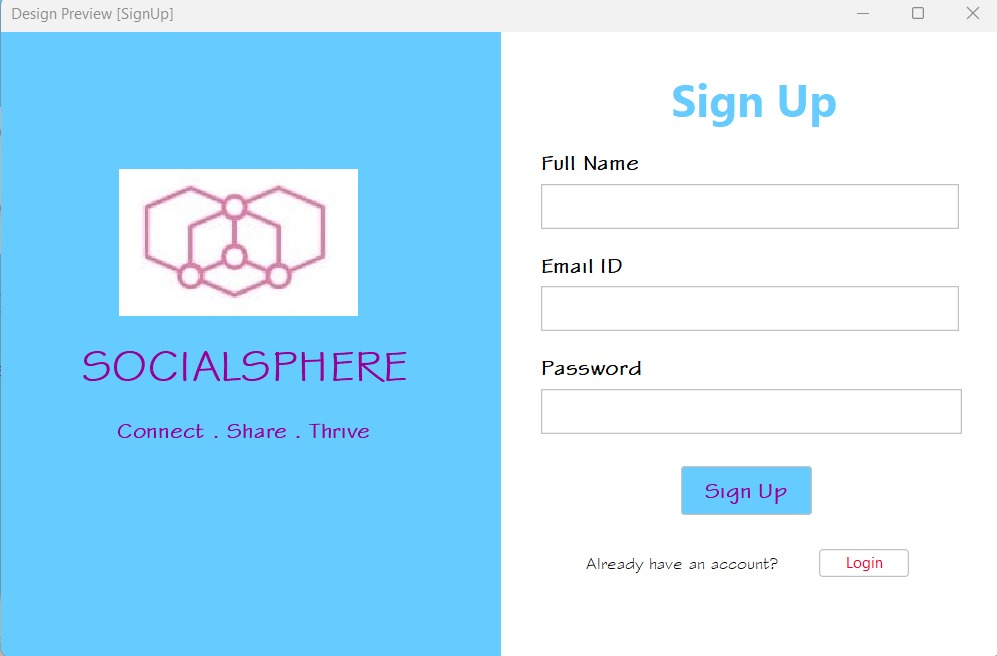 Design Preview [SignUp]
SOCIALSPHERE
Connect . Share . Thrive
Sign Up
Full Name
Email ID
Password
Sign Up
Already have an account?
Login